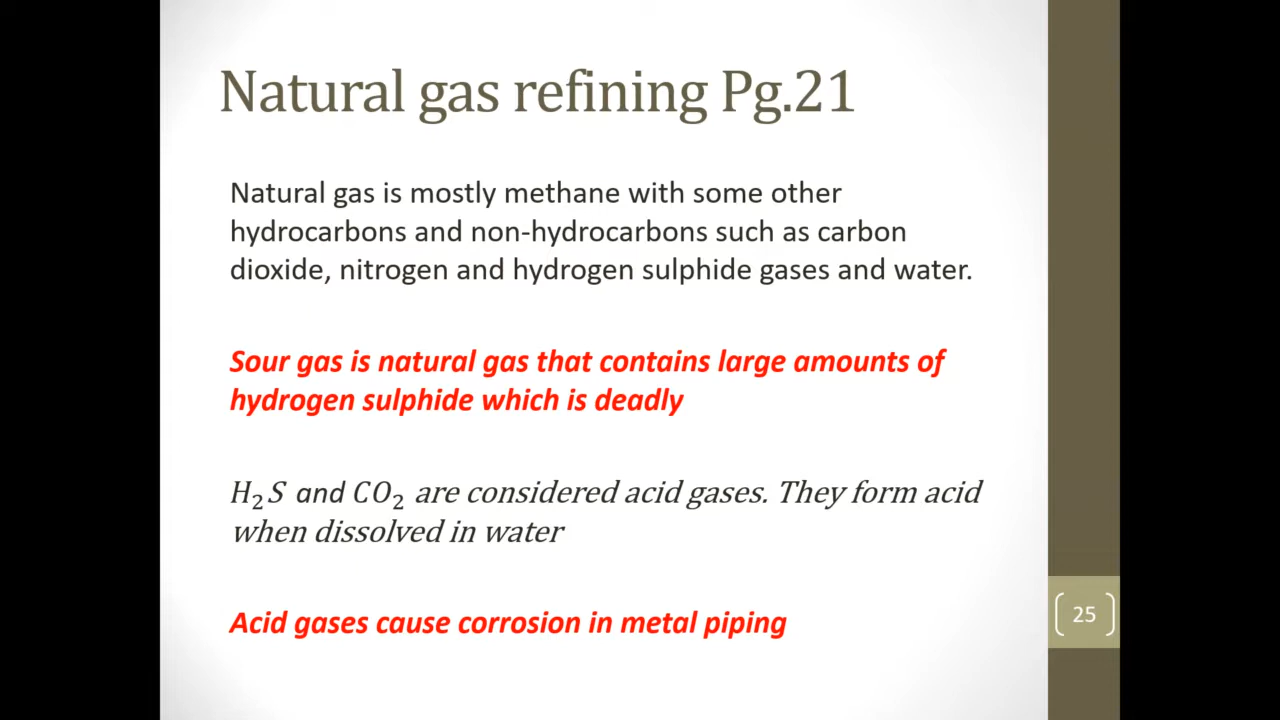 Natural gas refining Pg.21
Natural gas is mostly methane with some other
hydrocarbons and non-hydrocarbons such as carbon
dioxide, nitrogen and hydrogen sulphide gases and water.
Sour gas is natural gas that contains large amounts of
hydrogen sulphide which is deadly
H₂S and CO₂ are considered acid gases. They form acid
when dissolved in water
Acid gases cause corrosion in metal piping
25